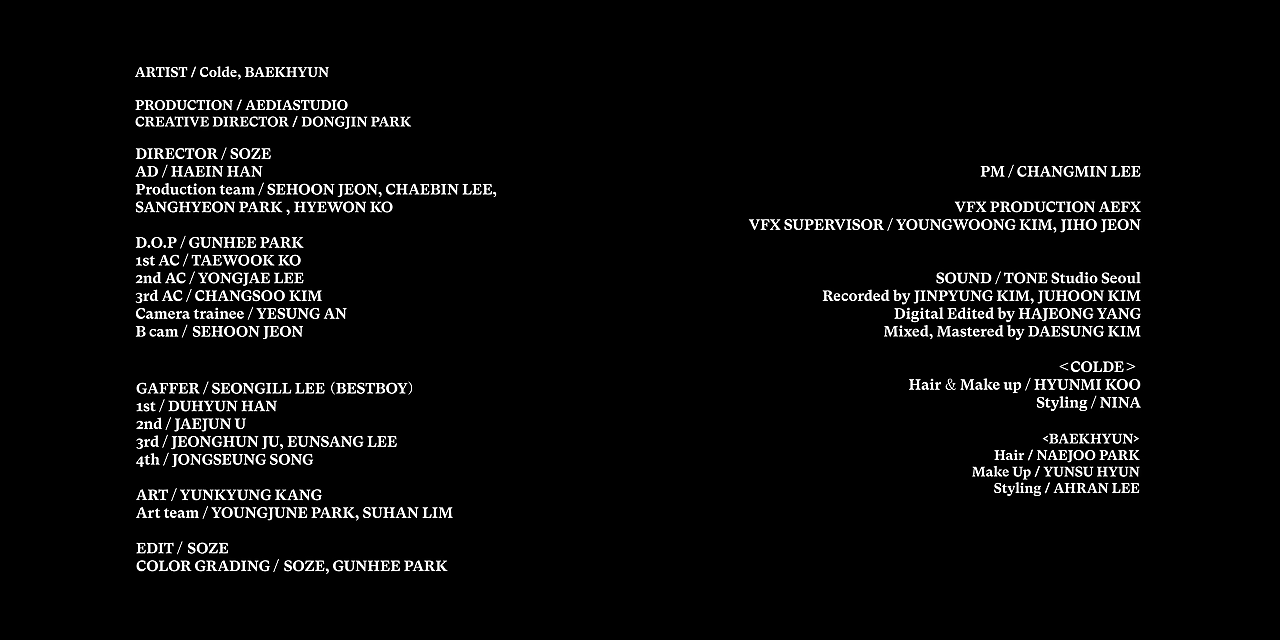 ARTIST / Colde, BAEKHYUN
PRODUCTION / AEDIASTUDIO
CREATIVE DIRECTOR / DONGJIN PARK
DIRECTOR / SOZE
AD / HAEIN HAN
Production team / SEHOON JEON, CHAEBIN LEE,
SANGHYEON PARK , HYEWON KO
D.O.P / GUNHEE PARK
1st AC / TAEWOOK KO
2nd AC / YONGJAE LEE
3rd AC / CHANGSOO KIM
Camera trainee / YESUNG AN
B cam / SEHOON JEON
GAFFER / SEONGILL LEE (BESTBOY)
1st / DUHYUN HAN
2nd / JAEJUN U
3rd / JEONGHUN JU, EUNSANG LEE
4th / JONGSEUNG SONG
ART / YUNKYUNG KANG
Art team / YOUNGJUNE PARK, SUHAN LIM
EDIT / SOZE
COLOR GRADING / SOZE, GUNHEE PARK
PM / CHANGMIN LEE
VFX PRODUCTION AEFX
VFX SUPERVISOR / YOUNGWOONG KIM, JIHO JEON
SOUND / TONE Studio Seoul
Recorded by JINPYUNG KIM, JUHOON KIM
Digital Edited by HAJEONG YANG
Mixed, Mastered by DAESUNG KIM
<COLDE>
Hair & Make up / HYUNMI KOO
Styling / NINA
<BAEKHYUN>
Hair / NAEJOO PARK
Make Up / YUNSU HYUN
Styling / AHRAN LEE